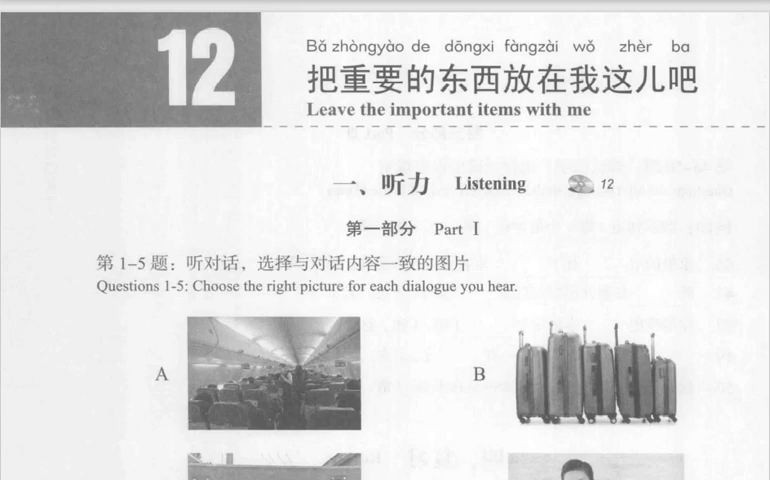 12
Bǎ zhòngyào de dōngxi fàngzài wǒ zhèr ba
把重要的东西放在我这儿吧
Leave the important items with me
一、听力 Listening 12
第一部分 Part I
第 1-5 题：听对话，选择与对话内容一致的图片
Questions 1-5: Choose the right picture for each dialogue you hear.
A
B